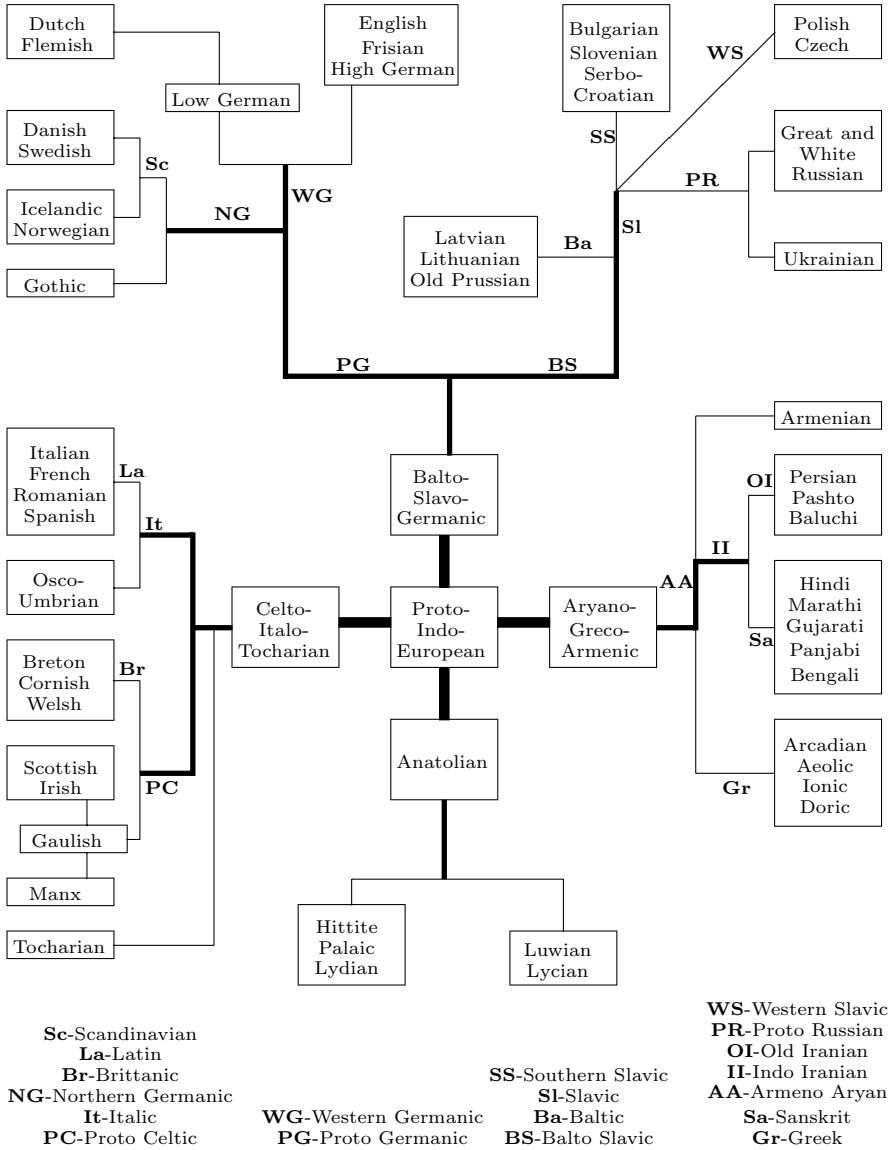 Dutch
Flemish
English
Frisian
High German
Low German
Bulgarian
Slovenian
Serbo-
Croatian
WS
Polish
Czech
Danish
Swedish
Sc
Icelandic
Norwegian
Gothic
NG
WG
SS
PR
Great and
White
Russian
Ukrainian
Latvian
Lithuanian
Old Prussian
Ba
Sl
PG
BS
Balto-
Slavo-
Germanic
Armenian
Italian
French
Romanian
Spanish
La
It
Osco-
Umbrian
Celto-
Italo-
Tocharian
Proto-
Indo-
European
Aryano-
Greco-
Armenic
AA
II
OI
Persian
Pashto
Baluchi
Sa
Hindi
Marathi
Gujarati
Panjabi
Bengali
Breton
Cornish
Welsh
Br
Scottish
Irish
PC
Gaulish
Manx
Tocharian
Anatolian
Gr
Arcadian
Aeolic
Ionic
Doric
Hittite
Palaic
Lydian
Luwian
Lycian
Sc-Scandinavian
La-Latin
Br-Brittanic
NG-Northern Germanic
It-Italic
PC-Proto Celtic
WG-Western Germanic
PG-Proto Germanic
SS-Southern Slavic
Sl-Slavic
Ba-Baltic
BS-Balto Slavic
WS-Western Slavic
PR-Proto Russian
OI-Old Iranian
II-Indo Iranian
AA-Armeno Aryan
Sa-Sanskrit
Gr-Greek